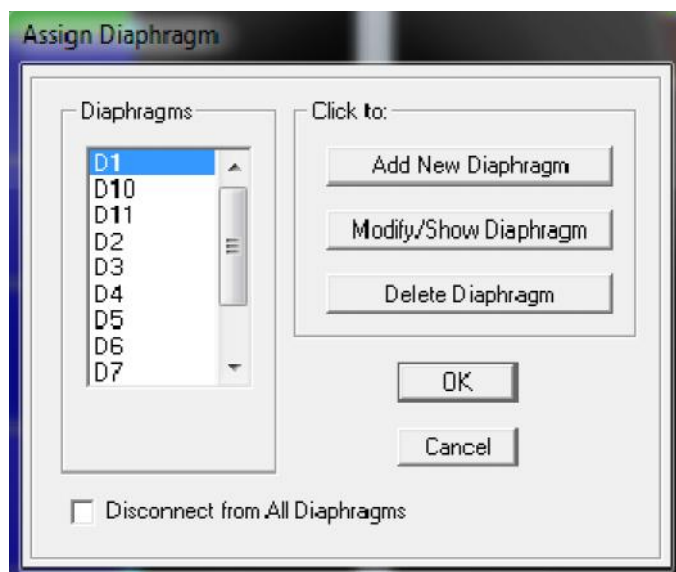 Assign Diaphragm
Diaphragms
D1
D10
D11
D2
D3
D4
D5
D6
D7
Click to:
Add New Diaphragm
Modify/Show Diaphragm
Delete Diaphragm
OK
Cancel
Disconnect from All Diaphragms